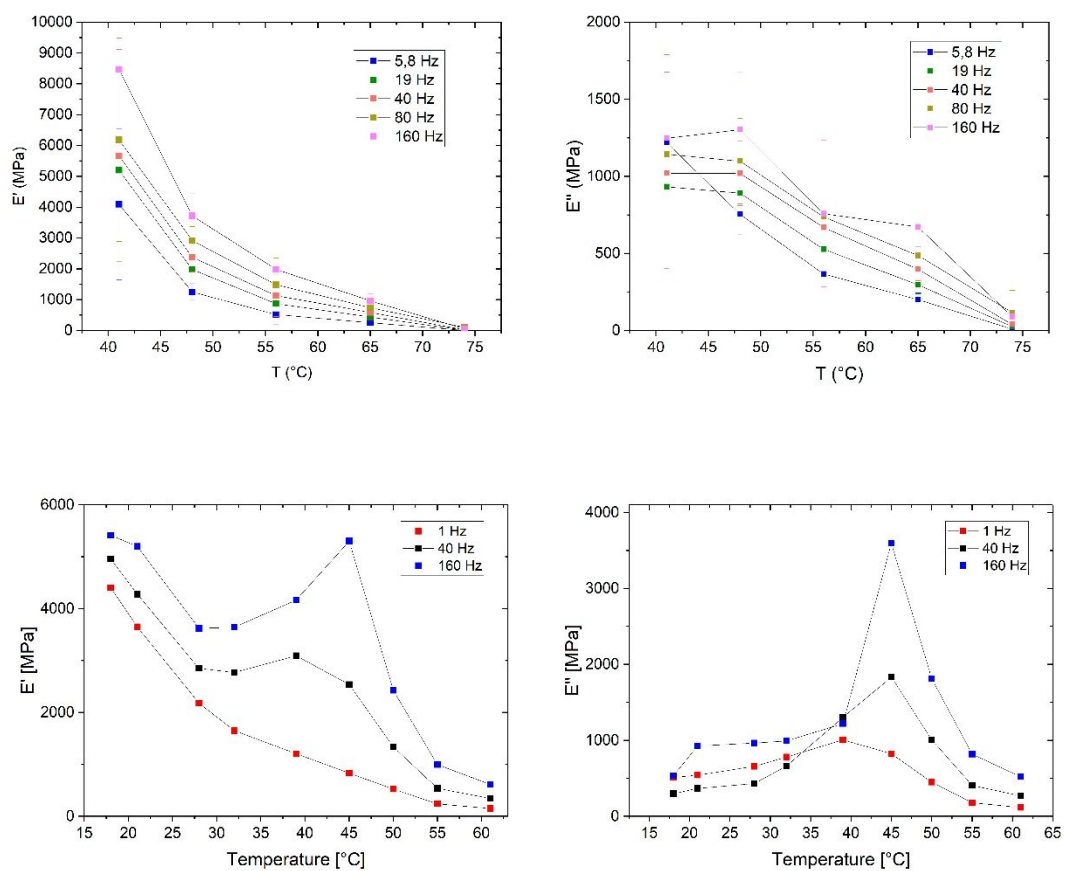 10000
9000
8000
7000
6000
5000
4000
3000
2000
1000
0
E' (MPa)
5,8 Hz
19 Hz
40 Hz
80 Hz
160 Hz
40 45 50 55 60 65 70 75
T (°C)
2000
1500
1000
500
0
E'' (MPa)
5,8 Hz
19 Hz
40 Hz
80 Hz
160 Hz
40 45 50 55 60 65 70 75
T (°C)
6000
4000
2000
0
E' [MPa]
1 Hz
40 Hz
160 Hz
15 20 25 30 35 40 45 50 55 60
Temperature [°C]
4000
3000
2000
1000
0
E'' [MPa]
1 Hz
40 Hz
160 Hz
15 20 25 30 35 40 45 50 55 60 65
Temperature [°C]